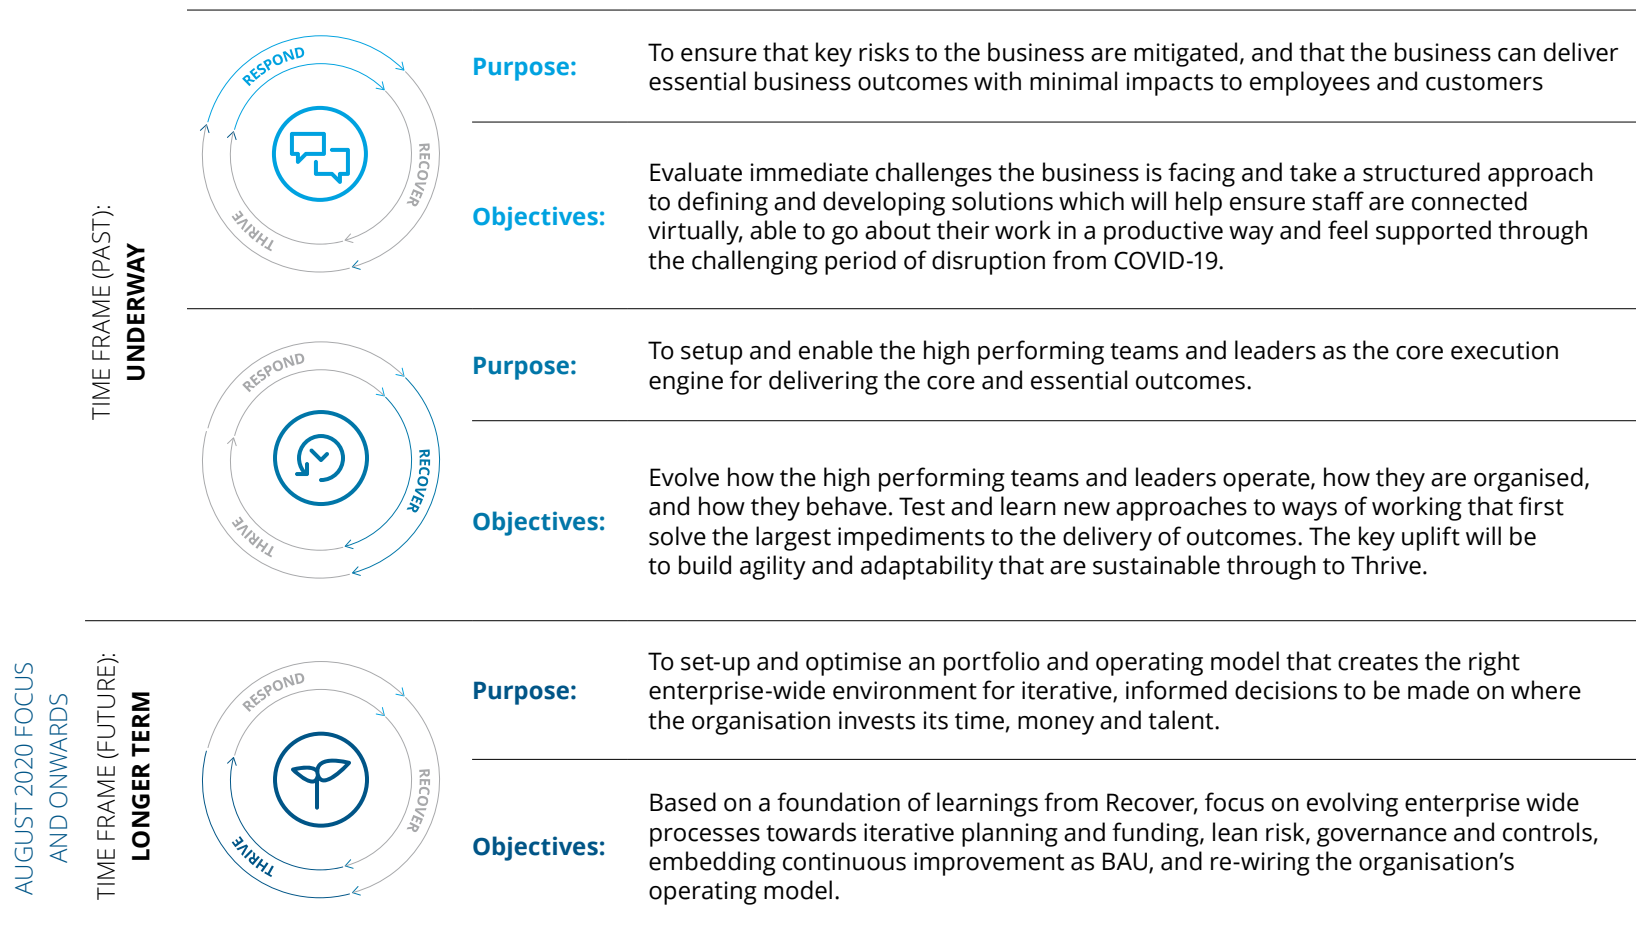 TIME FRAME (PAST):
UNDERWAY
RESPOND
RECOVER
THRIVE
Purpose:
To ensure that key risks to the business are mitigated, and that the business can deliver
essential business outcomes with minimal impacts to employees and customers
Objectives:
Evaluate immediate challenges the business is facing and take a structured approach
to defining and developing solutions which will help ensure staff are connected
virtually, able to go about their work in a productive way and feel supported through
the challenging period of disruption from COVID-19.
RESPOND
RECOVER
THRIVE
Purpose:
To setup and enable the high performing teams and leaders as the core execution
engine for delivering the core and essential outcomes.
Objectives:
Evolve how the high performing teams and leaders operate, how they are organised,
and how they behave. Test and learn new approaches to ways of working that first
solve the largest impediments to the delivery of outcomes. The key uplift will be
to build agility and adaptability that are sustainable through to Thrive.
AUGUST 2020 FOCUS
AND ONWARDS
TIME FRAME (FUTURE):
LONGER TERM
RESPOND
RECOVER
THRIVE
Purpose:
To set-up and optimise an portfolio and operating model that creates the right
enterprise-wide environment for iterative, informed decisions to be made on where
the organisation invests its time, money and talent.
Objectives:
Based on a foundation of learnings from Recover, focus on evolving enterprise wide
processes towards iterative planning and funding, lean risk, governance and controls,
embedding continuous improvement as BAU, and re-wiring the organisation’s
operating model.